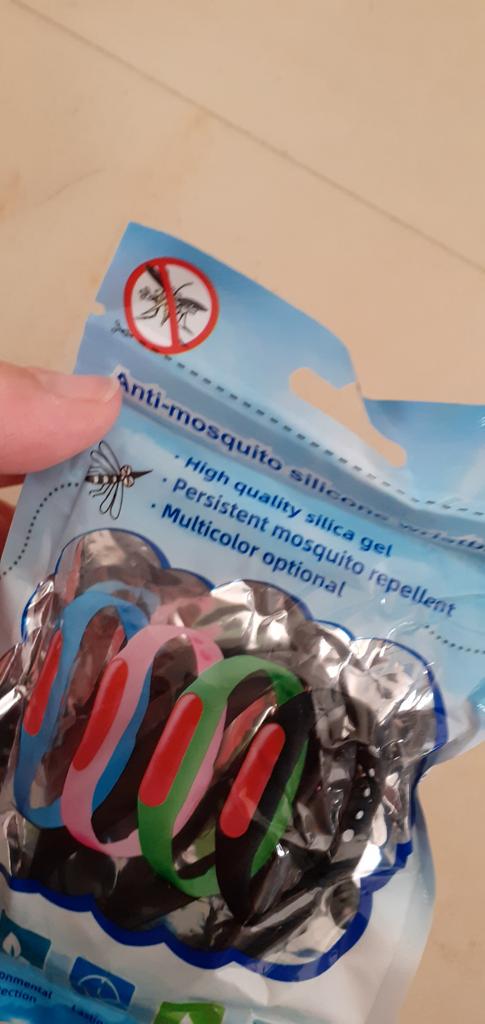 Anti-mosquito silicone
· High quality silica gel
· Persistent mosquito repellent
· Multicolor optional